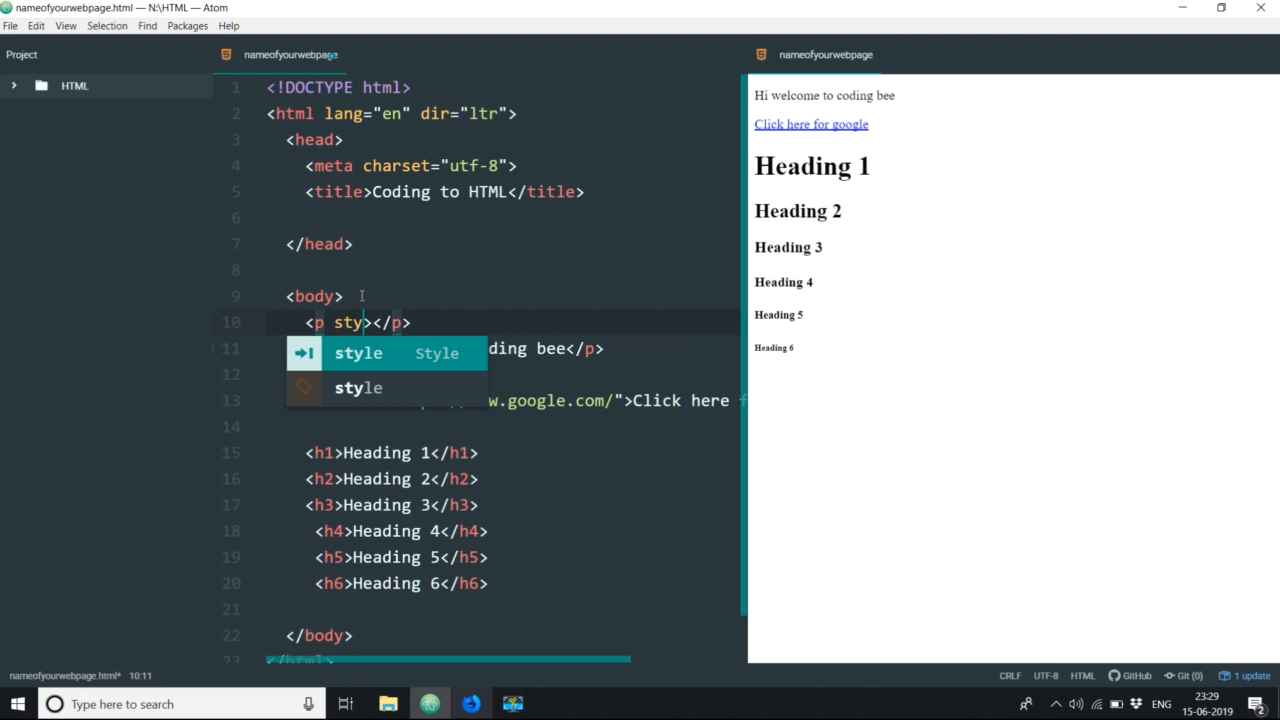 nameofyourwebpage.html — N:\HTML — Atom
File Edit View Selection Find Packages Help
Project
HTML
nameofyourwebpage
1 <!DOCTYPE html>
2 <html lang="en" dir="ltr">
3 <head>
4 <meta charset="utf-8">
5 <title>Coding to HTML</title>
6
7 </head>
8
9 <body>
10 <p sty></p>
style Style
style
11 ding bee</p>
12
13 w.google.com/">Click here
14
15 <h1>Heading 1</h1>
16 <h2>Heading 2</h2>
17 <h3>Heading 3</h3>
18 <h4>Heading 4</h4>
19 <h5>Heading 5</h5>
20 <h6>Heading 6</h6>
21
22 </body>
23 </html>
nameofyourwebpage
Hi welcome to coding bee
Click here for google
Heading 1
Heading 2
Heading 3
Heading 4
Heading 5
Heading 6
nameofyourwebpage.html* 10:11
CRLF UTF-8 HTML GitHub Git (0) 1 update
Type here to search
ENG
23:29
15-06-2019
2